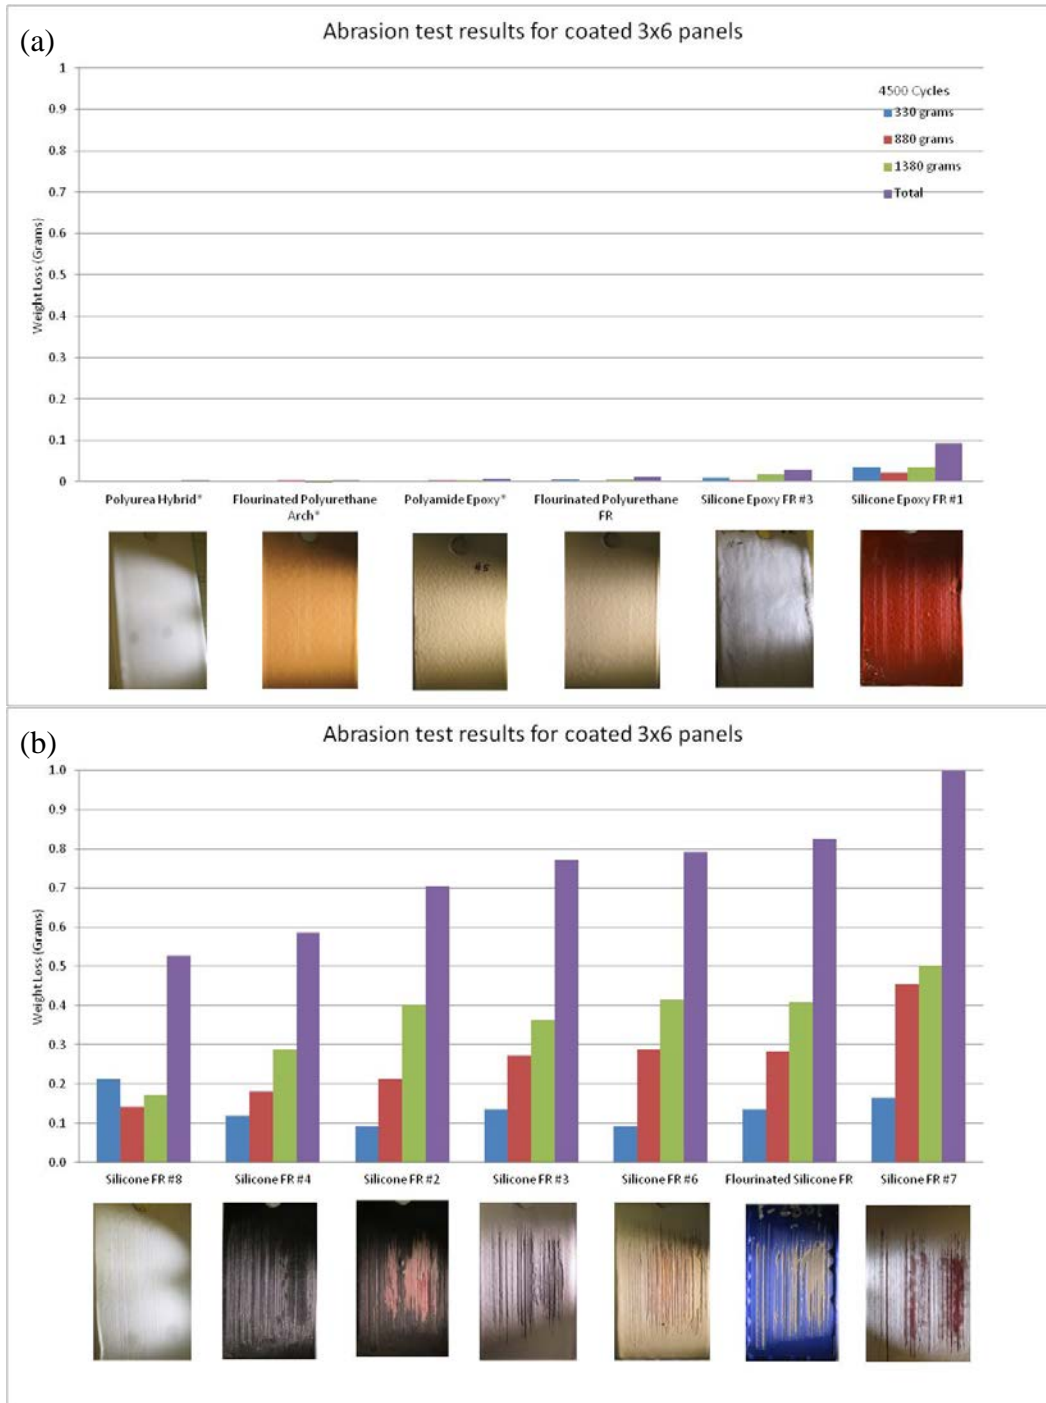 (a)
Abrasion test results for coated 3x6 panels
1
0.9
0.8
0.7
0.6
0.5
0.4
0.3
0.2
0.1
0
Weight Loss (Grams)
4500 Cycles
330 grams
880 grams
1380 grams
Total
Polyurea Hybrid*
Flourinated Polyurethane
Arch*
Polyamide Epoxy*
Flourinated Polyurethane
FR
Silicone Epoxy FR #3
Silicone Epoxy FR #1
(b)
Abrasion test results for coated 3x6 panels
1.0
0.9
0.8
0.7
0.6
0.5
0.4
0.3
0.2
0.1
0.0
Weight Loss (Grams)
Silicone FR #8
Silicone FR #4
Silicone FR #2
Silicone FR #3
Silicone FR #6
Flourinated Silicone FR
Silicone FR #7